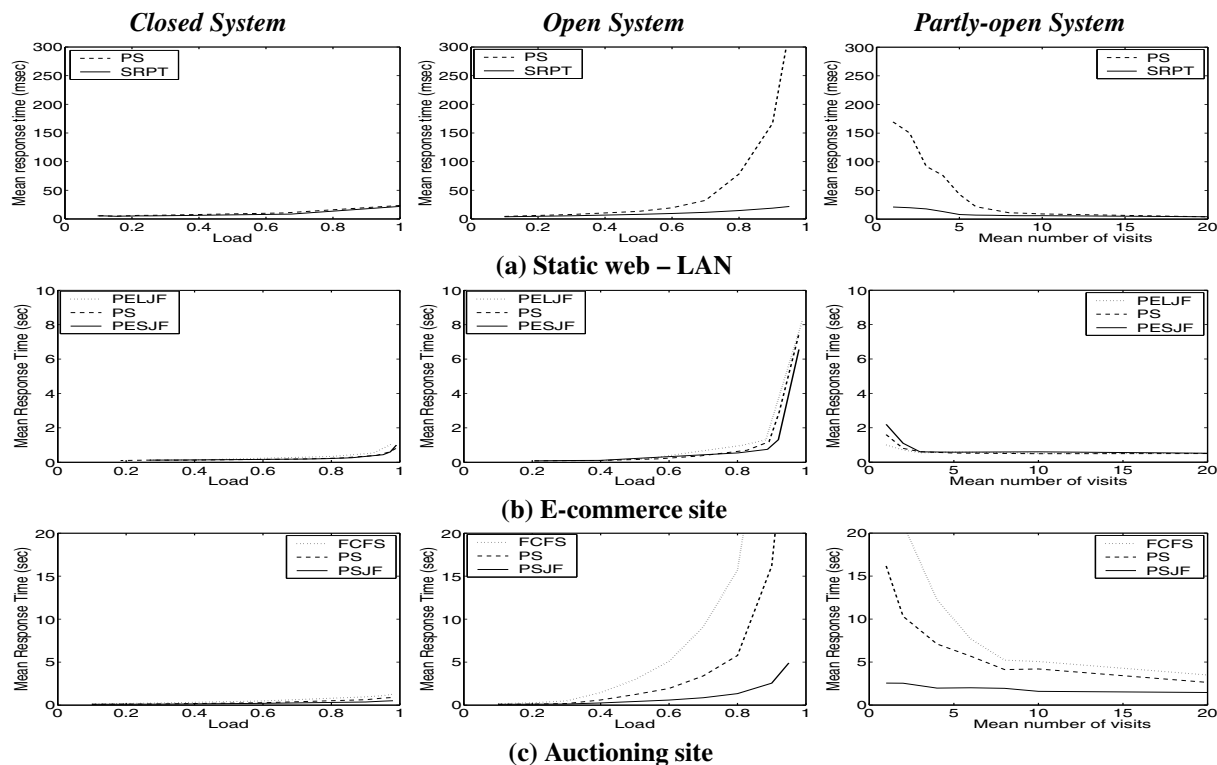 Closed System
Open System
Partly-open System
Mean response time (msec)
300
250
200
150
100
50
0
PS
SRPT
0
0.2
0.4
0.6
0.8
1
Load
Mean response time (msec)
300
250
200
150
100
50
0
PS
SRPT
0
0.2
0.4
0.6
0.8
1
Load
Mean response time (msec)
300
250
200
150
100
50
0
PS
SRPT
0
5
10
15
20
Mean number of visits
(a) Static web – LAN
Mean Response Time (sec)
10
8
6
4
2
0
PELJF
PS
PESJF
0
0.2
0.4
0.6
0.8
1
Load
Mean Response Time (sec)
10
8
6
4
2
0
PELJF
PS
PESJF
0
0.2
0.4
0.6
0.8
1
Load
Mean Response Time (sec)
10
8
6
4
2
0
PELJF
PS
PESJF
0
5
10
15
20
Mean number of visits
(b) E-commerce site
Mean Response Time (sec)
20
15
10
5
0
FCFS
PS
PSJF
0
0.2
0.4
0.6
0.8
1
Load
Mean Response Time (sec)
20
15
10
5
0
FCFS
PS
PSJF
0
0.2
0.4
0.6
0.8
1
Load
Mean Response Time (sec)
20
15
10
5
0
FCFS
PS
PSJF
0
5
10
15
20
Mean number of visits
(c) Auctioning site